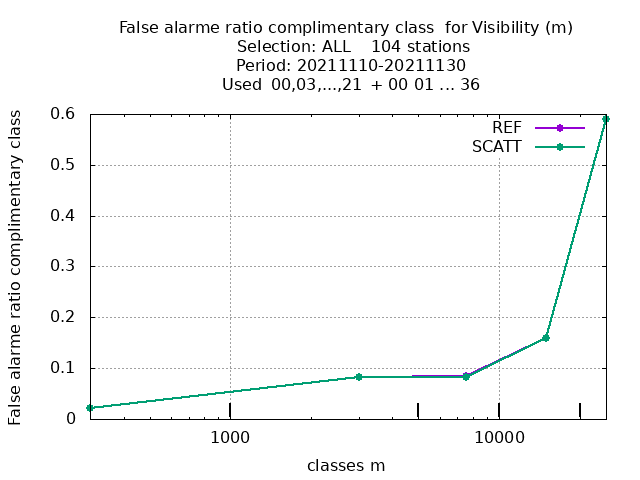 False alarme ratio complimentary class  for Visibility (m)
Selection: ALL    104 stations
Period: 20211110-20211130
Used  00,03,...,21  + 00 01 ... 36
False alarme ratio complimentary class
0.6
0.5
0.4
0.3
0.2
0.1
0
REF
SCATT
1000
10000
classes m